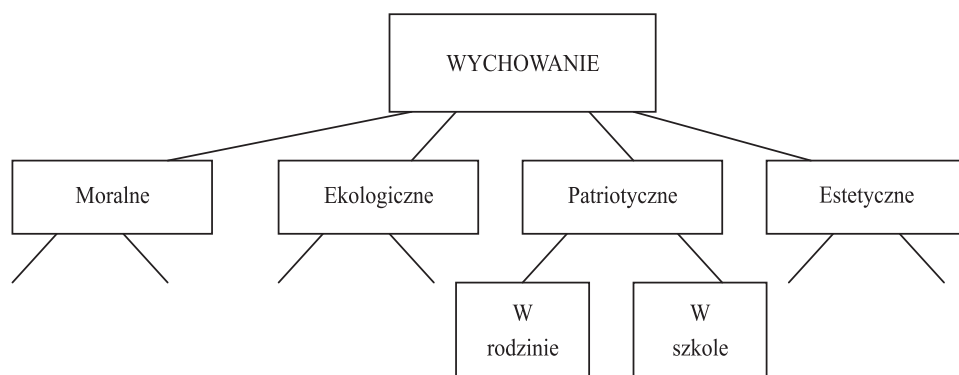 WYCHOWANIE
Moralne
Ekologiczne
Patriotyczne
Estetyczne
W
rodzinie
W
szkole